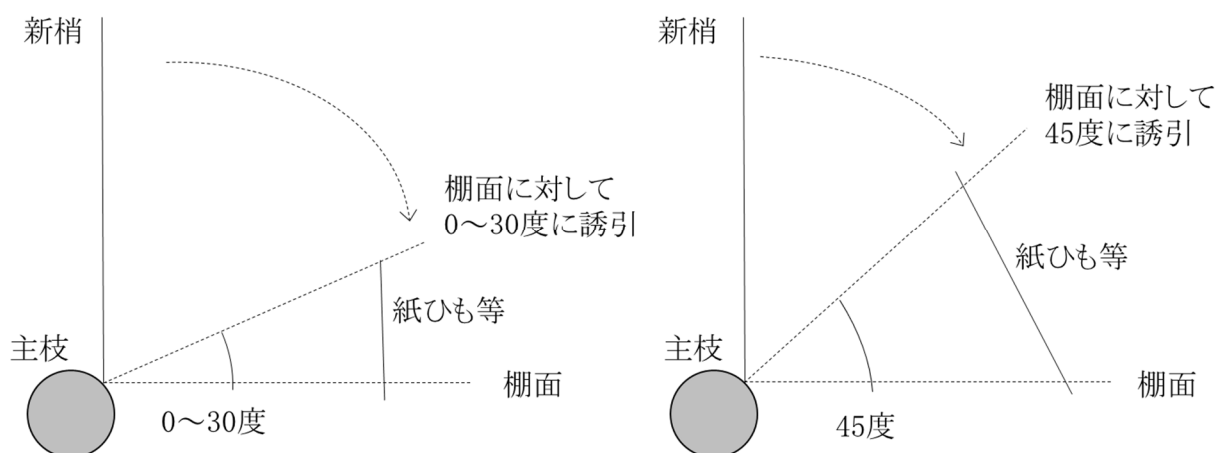 新梢
棚面に対して
0～30度に誘引
紙ひも等
主枝
棚面
0～30度
新梢
棚面に対して
45度に誘引
紙ひも等
主枝
棚面
45度